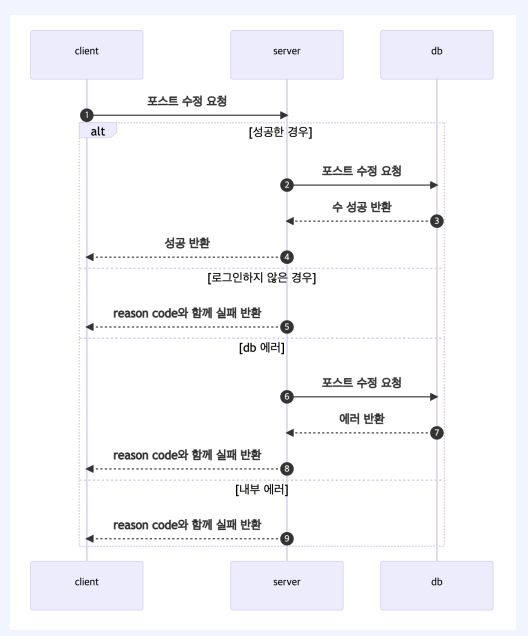 client
server
db
포스트 수정 요청
1
alt
[성공한 경우]
포스트 수정 요청
2
수 성공 반환
3
성공 반환
4
[로그인하지 않은 경우]
reason code와 함께 실패 반환
5
[db 에러]
포스트 수정 요청
6
에러 반환
7
reason code와 함께 실패 반환
8
[내부 에러]
reason code와 함께 실패 반환
9
client
server
db